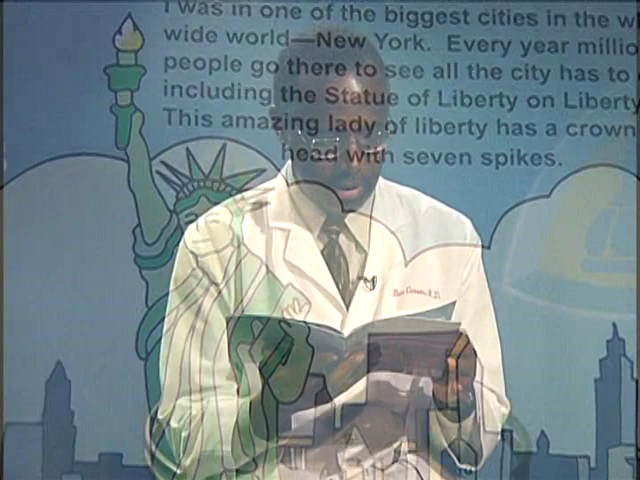 I was in one of the biggest cities in the w
wide world—New York. Every year millio
people go there to see all the city has to
including the Statue of Liberty on Liberty
This amazing lady of liberty has a crown
head with seven spikes.